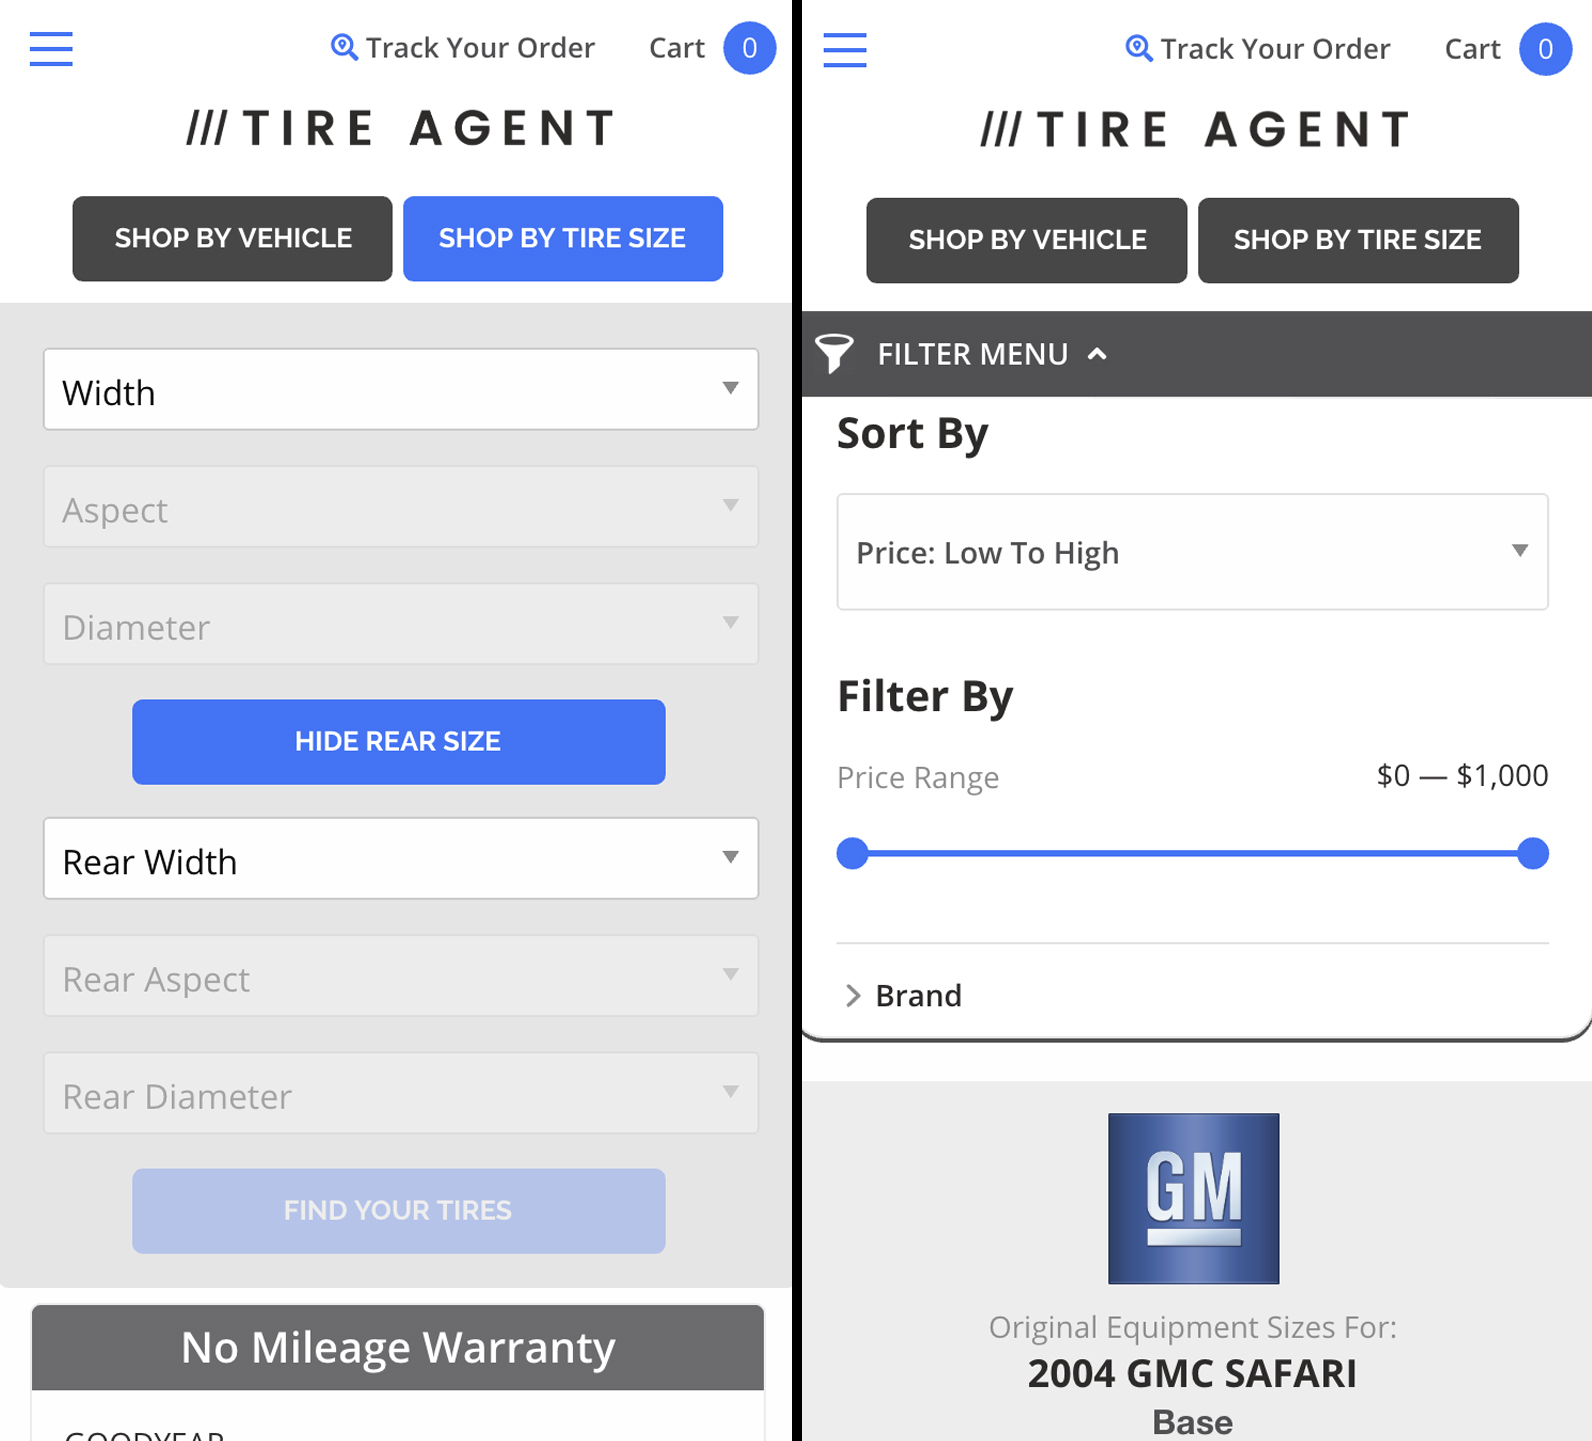 Track Your Order
Cart 0
/// TIRE AGENT
SHOP BY VEHICLE
SHOP BY TIRE SIZE
Width
Aspect
Diameter
HIDE REAR SIZE
Rear Width
Rear Aspect
Rear Diameter
FIND YOUR TIRES
No Mileage Warranty
GOODYEAR
Track Your Order
Cart 0
/// TIRE AGENT
SHOP BY VEHICLE
SHOP BY TIRE SIZE
FILTER MENU
Sort By
Price: Low To High
Filter By
Price Range
$0 — $1,000
Brand
GM
Original Equipment Sizes For:
2004 GMC SAFARI
Base